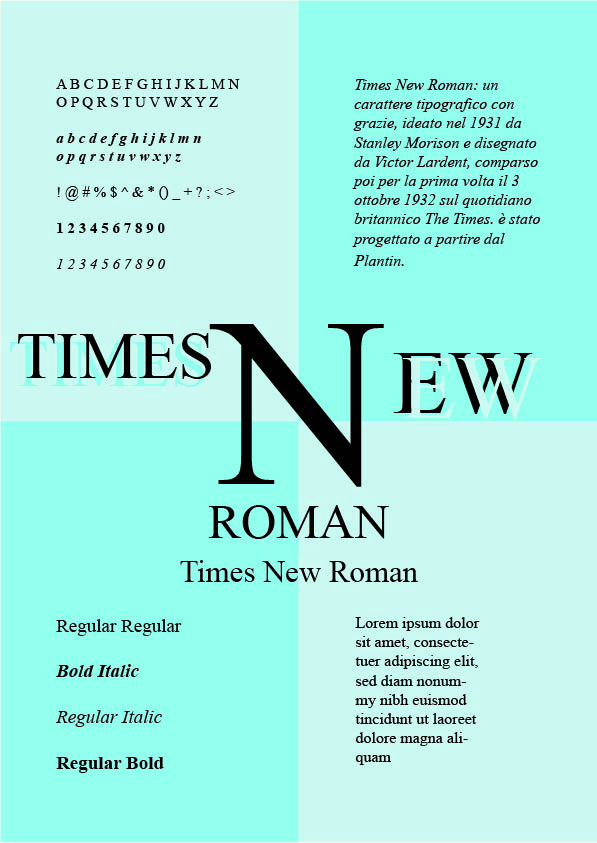 A B C D E F G H I J K L M N
O P Q R S T U V W X Y Z
a b c d e f g h i j k l m n
o p q r s t u v w x y z
! @ # % $ ^ & * () _ + ? ; < >
1 2 3 4 5 6 7 8 9 0
1 2 3 4 5 6 7 8 9 0
Times New Roman: un
carattere tipografico con
grazie, ideato nel 1931 da
Stanley Morison e disegnato
da Victor Lardent, comparso
poi per la prima volta il 3
ottobre 1932 sul quotidiano
britannico The Times. è stato
progettato a partire dal
Plantin.
TIMES NEW
ROMAN
Times New Roman
Regular Regular
Bold Italic
Regular Italic
Regular Bold
Lorem ipsum dolor
sit amet, consecte-
tuer adipiscing elit,
sed diam nonum-
my nibh euismod
tincidunt ut laoreet
dolore magna ali-
quam